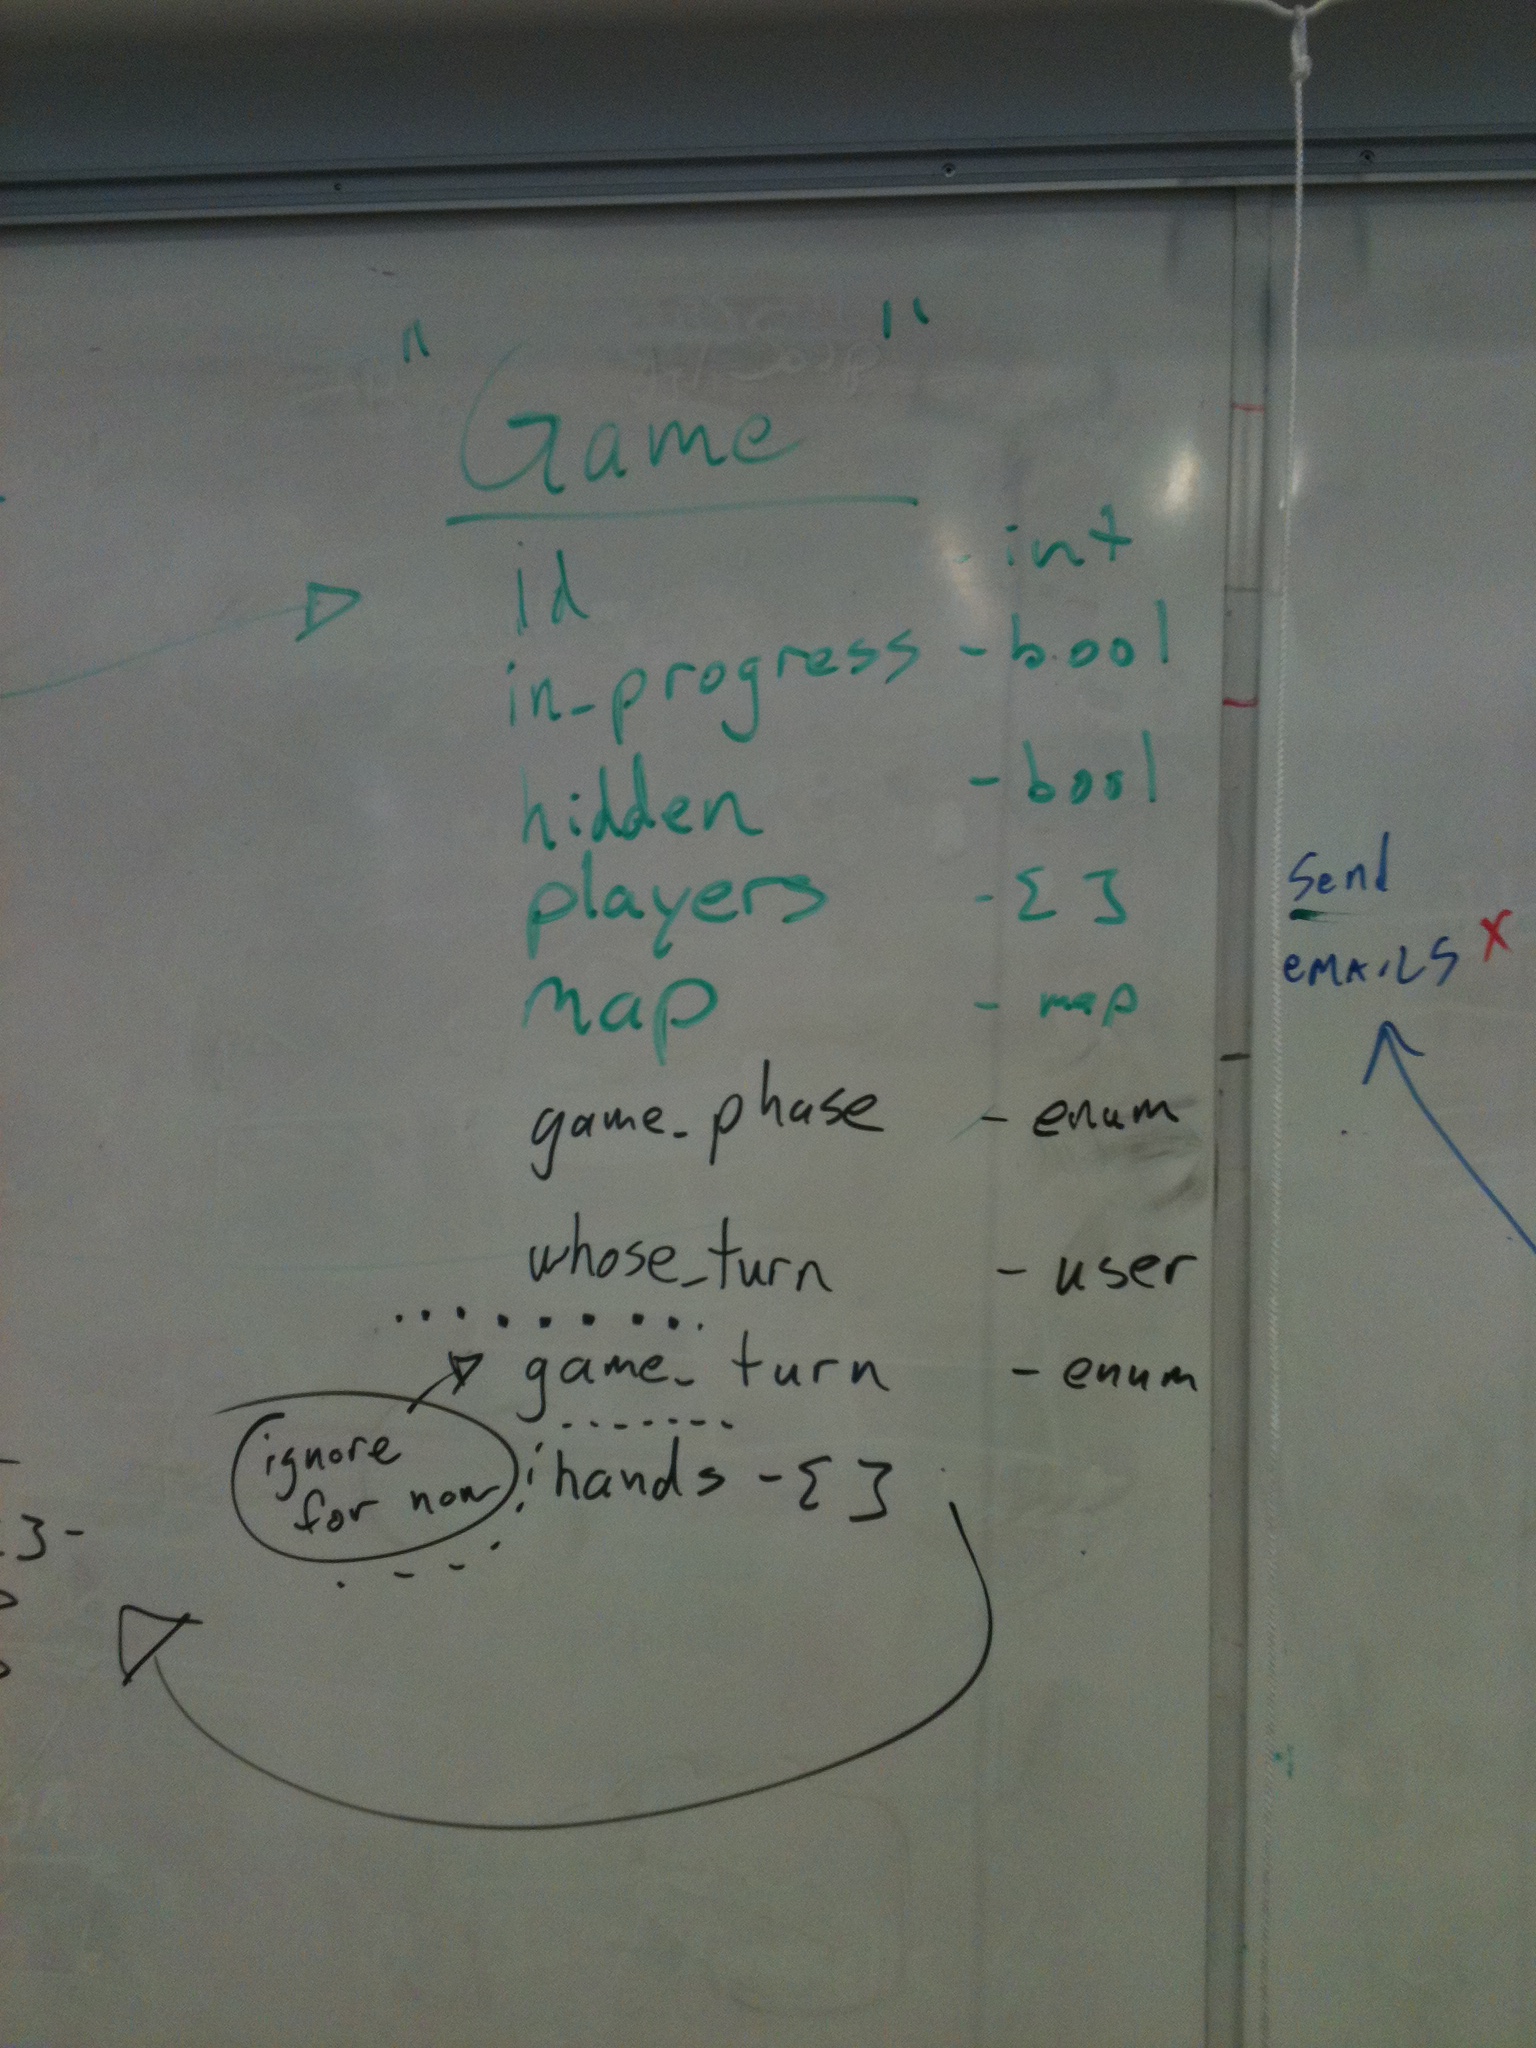 "Game"
id - int
in_progress - bool
hidden - bool
players - { }
map - map
game_phase - enum
whose_turn - user
game_turn - enum
ignore
for now
hands - { }
send
emails x